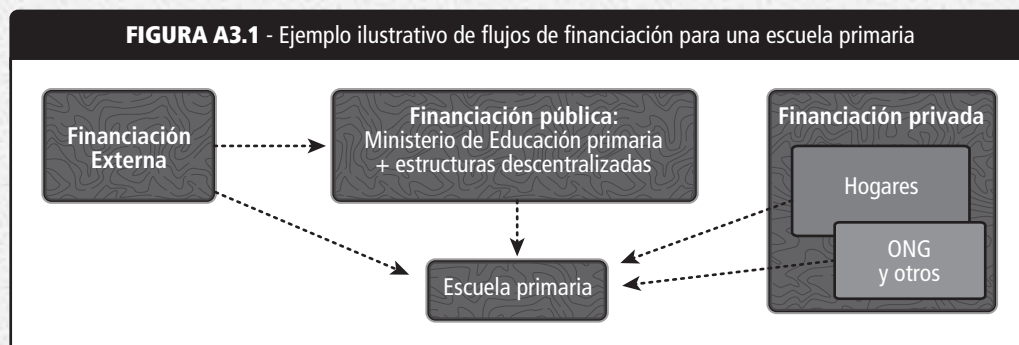 FIGURA A3.1 - Ejemplo ilustrativo de flujos de financiación para una escuela primaria
Financiación
Externa
Financiación pública:
Ministerio de Educación primaria
+ estructuras descentralizadas
Financiación privada
Hogares
ONG
y otros
Escuela primaria